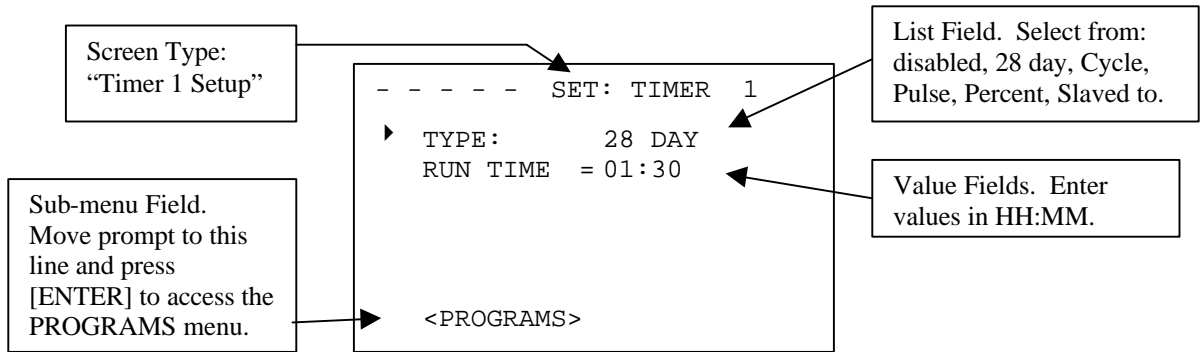 Screen Type:
“Timer 1 Setup”
List Field. Select from:
disabled, 28 day, Cycle,
Pulse, Percent, Slaved to.
- - - - - SET: TIMER 1
TYPE: 28 DAY
RUN TIME = 01:30
Value Fields. Enter
values in HH:MM.
Sub-menu Field.
Move prompt to this
line and press
[ENTER] to access the
PROGRAMS menu.
<PROGRAMS>